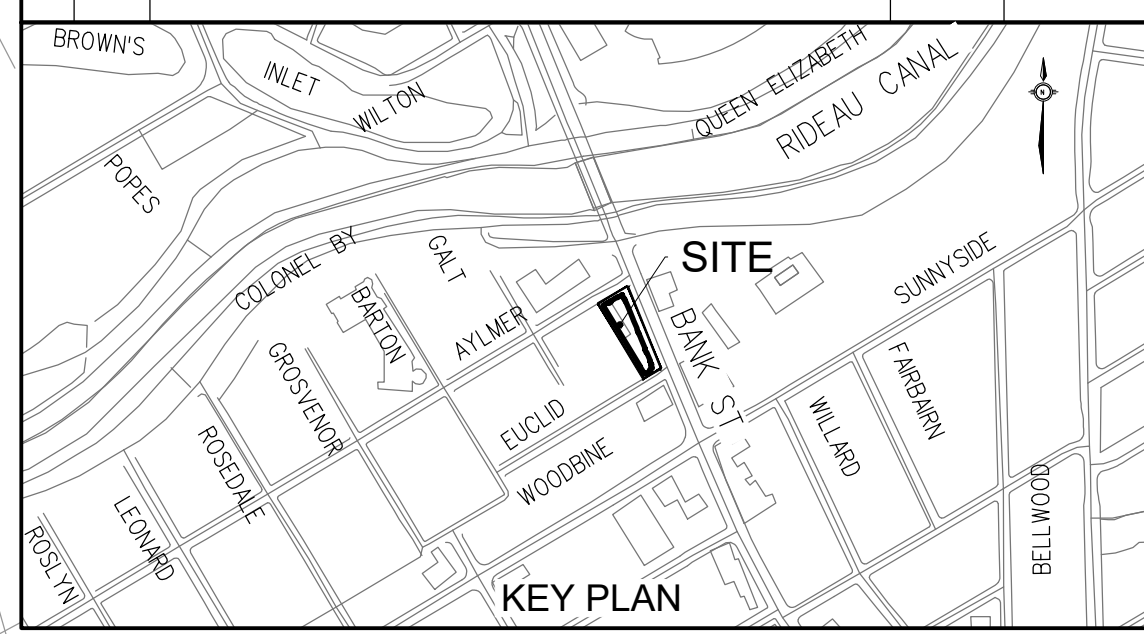 BROWN'S
INLET
WILTON
QUEEN ELIZABETH
RIDEAU CANAL
N
POPES
COLONEL BY
GALT
SITE
SUNNYSIDE
BARTON
AYLMER
BANK ST
GROSVENOR
FAIRBAIRN
EUCLID
WILLARD
ROSEDALE
WOODBINE
LEONARD
BELLWOOD
ROSLYN
KEY PLAN